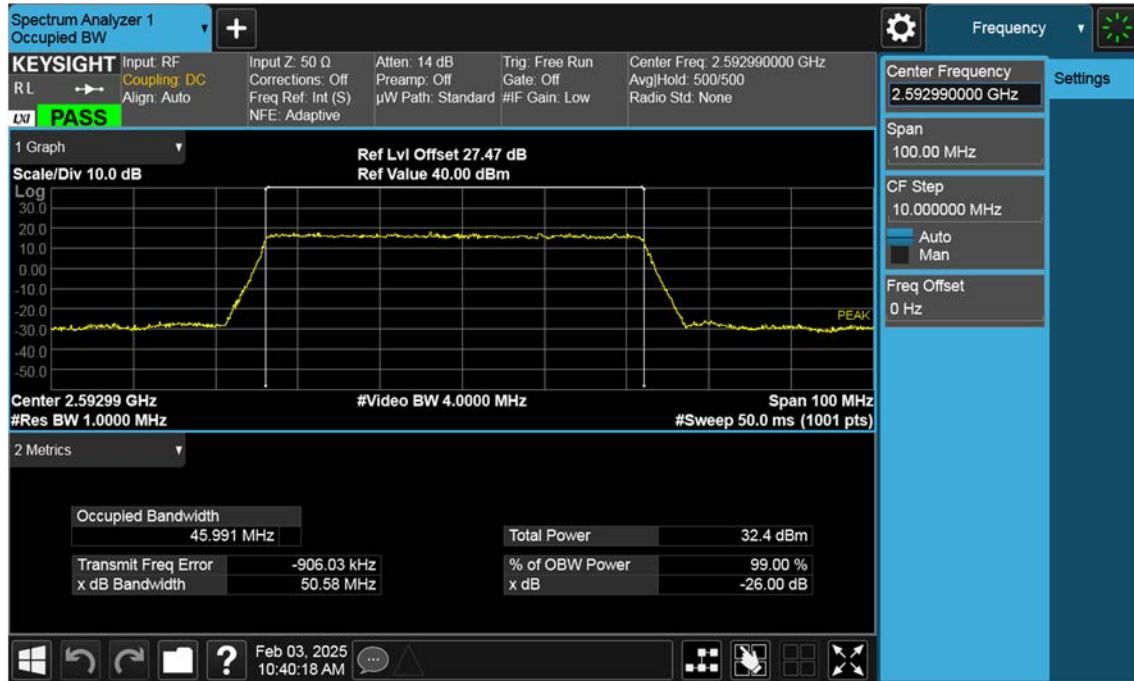 Spectrum Analyzer 1
Occupied BW
Frequency
KEYSIGHT
RL
LXI
PASS
Input: RF
Coupling: DC
Align: Auto
Input Z: 50 Ω
Corrections: Off
Freq Ref: Int (S)
NFE: Adaptive
Atten: 14 dB
Preamp: Off
µW Path: Standard
Trig: Free Run
Gate: Off
#IF Gain: Low
Center Freq: 2.592990000 GHz
Avg|Hold: 500/500
Radio Std: None
Center Frequency
2.592990000 GHz
Settings
Span
100.00 MHz
CF Step
10.000000 MHz
Auto
Man
Freq Offset
0 Hz
1 Graph
Scale/Div 10.0 dB
Ref Lvl Offset 27.47 dB
Ref Value 40.00 dBm
Log
30.0
20.0
10.0
0.00
-10.0
-20.0
-30.0
-40.0
-50.0
PEAK
Center 2.59299 GHz
#Video BW 4.0000 MHz
Span 100 MHz
#Res BW 1.0000 MHz
#Sweep 50.0 ms (1001 pts)
2 Metrics
Occupied Bandwidth
45.991 MHz
Total Power 32.4 dBm
Transmit Freq Error -906.03 kHz
% of OBW Power 99.00 %
x dB Bandwidth 50.58 MHz
x dB -26.00 dB
?
Feb 03, 2025
10:40:18 AM